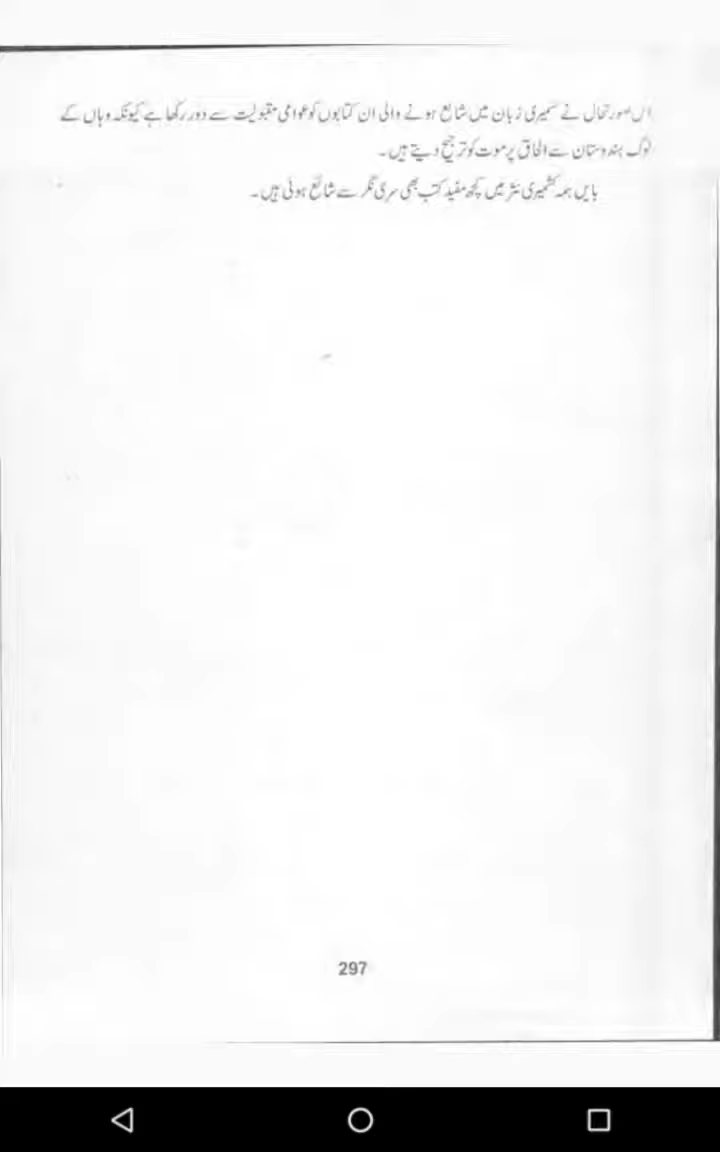 اس صورتحال نے کشمیری زبان میں شائع ہونے والی ان کتابوں کو عوامی مقبولیت سے دور رکھا ہے کیونکہ وہاں کے
لوگ ہندوستان سے الحاق پر موت کو ترجیح دیتے ہیں۔
بایں ہمہ کشمیری نثر میں کچھ مفید کتب بھی سری نگر سے شائع ہوئی ہیں۔
297